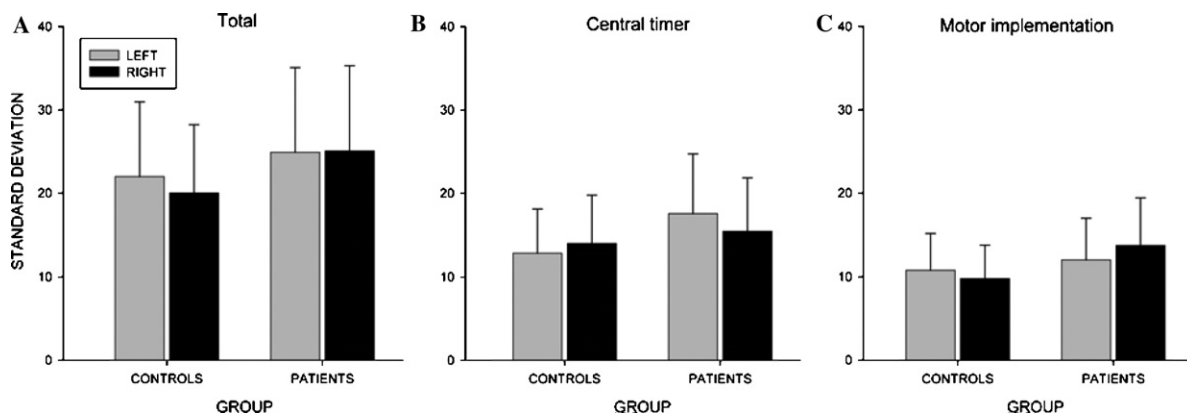 A
Total
LEFT
RIGHT
STANDARD DEVIATION
40
30
20
10
0
CONTROLS
PATIENTS
GROUP
B
Central timer
40
30
20
10
0
CONTROLS
PATIENTS
GROUP
C
Motor implementation
40
30
20
10
0
CONTROLS
PATIENTS
GROUP